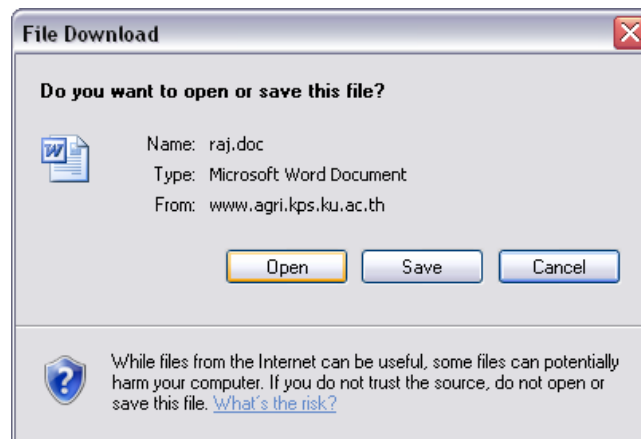 File Download
Do you want to open or save this file?
Name: raj.doc
Type: Microsoft Word Document
From: www.agri.kps.ku.ac.th
Open Save Cancel
While files from the Internet can be useful, some files can potentially
harm your computer. If you do not trust the source, do not open or
save this file. What's the risk?